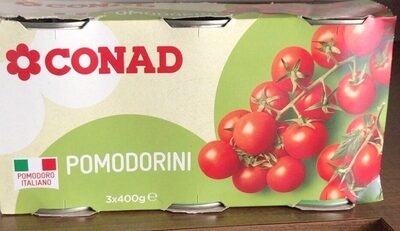 CONAD
POMODORINI
POMODORO
ITALIANO
3x400g e